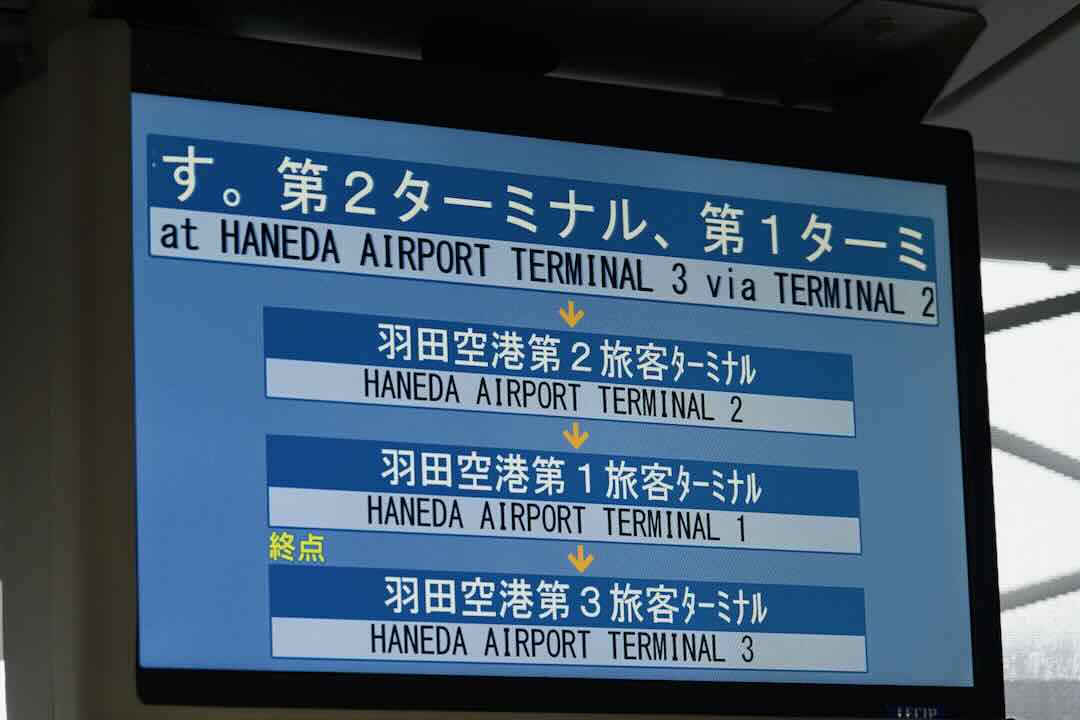 す。第２ターミナル、第１ターミ
at HANEDA AIRPORT TERMINAL 3 via TERMINAL 2
羽田空港第２旅客ﾀｰﾐﾅﾙ
HANEDA AIRPORT TERMINAL 2
羽田空港第１旅客ﾀｰﾐﾅﾙ
HANEDA AIRPORT TERMINAL 1
終点
羽田空港第３旅客ﾀｰﾐﾅﾙ
HANEDA AIRPORT TERMINAL 3
LECIP